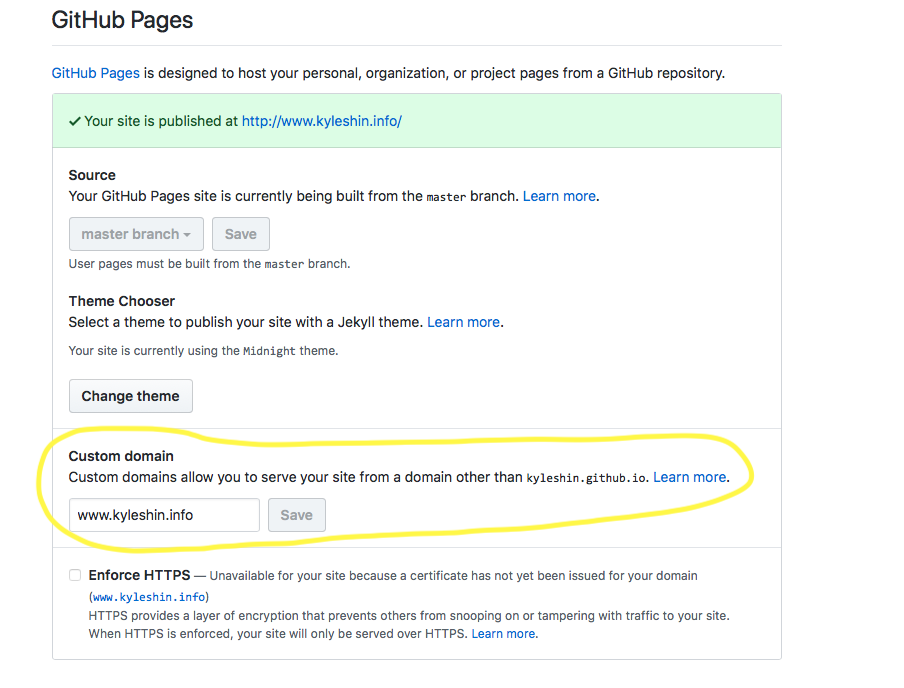 GitHub Pages
GitHub Pages is designed to host your personal, organization, or project pages from a GitHub repository.
Your site is published at http://www.kyleshin.info/
Source
Your GitHub Pages site is currently being built from the master branch. Learn more.
master branch Save
User pages must be built from the master branch.
Theme Chooser
Select a theme to publish your site with a Jekyll theme. Learn more.
Your site is currently using the Midnight theme.
Change theme
Custom domain
Custom domains allow you to serve your site from a domain other than kyleshin.github.io. Learn more.
www.kyleshin.info Save
Enforce HTTPS — Unavailable for your site because a certificate has not yet been issued for your domain
(www.kyleshin.info)
HTTPS provides a layer of encryption that prevents others from snooping on or tampering with traffic to your site.
When HTTPS is enforced, your site will only be served over HTTPS. Learn more.